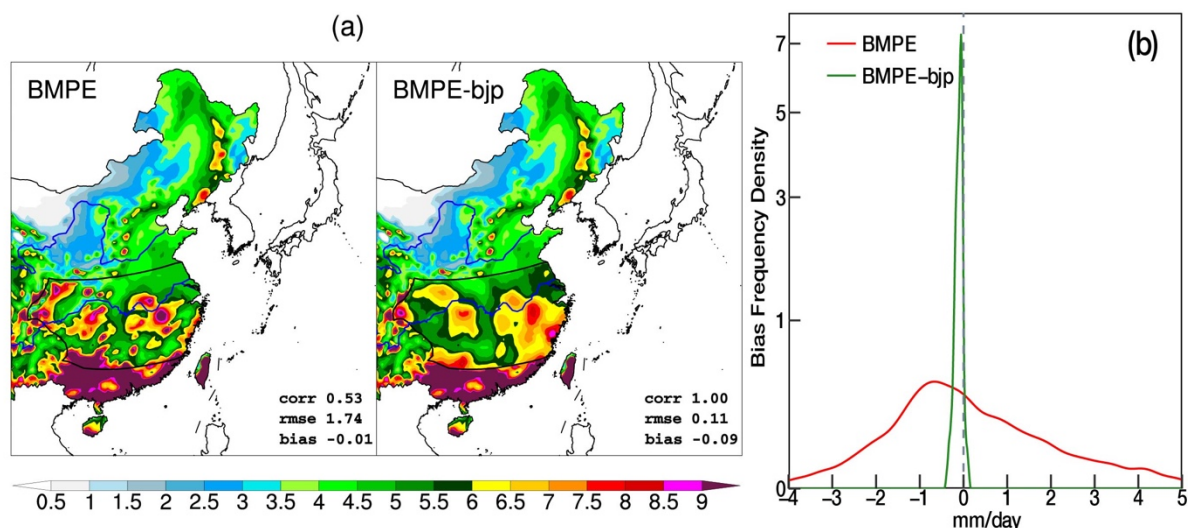 (a)
BMPE
corr 0.53
rmse 1.74
bias -0.01
BMPE-bjp
corr 1.00
rmse 0.11
bias -0.09
0.5 1 1.5 2 2.5 3 3.5 4 4.5 5 5.5 6 6.5 7 7.5 8 8.5 9
(b)
BMPE
BMPE-bjp
Bias Frequency Density
7
5
3
1
0
-4 -3 -2 -1 0 1 2 3 4 5
mm/day